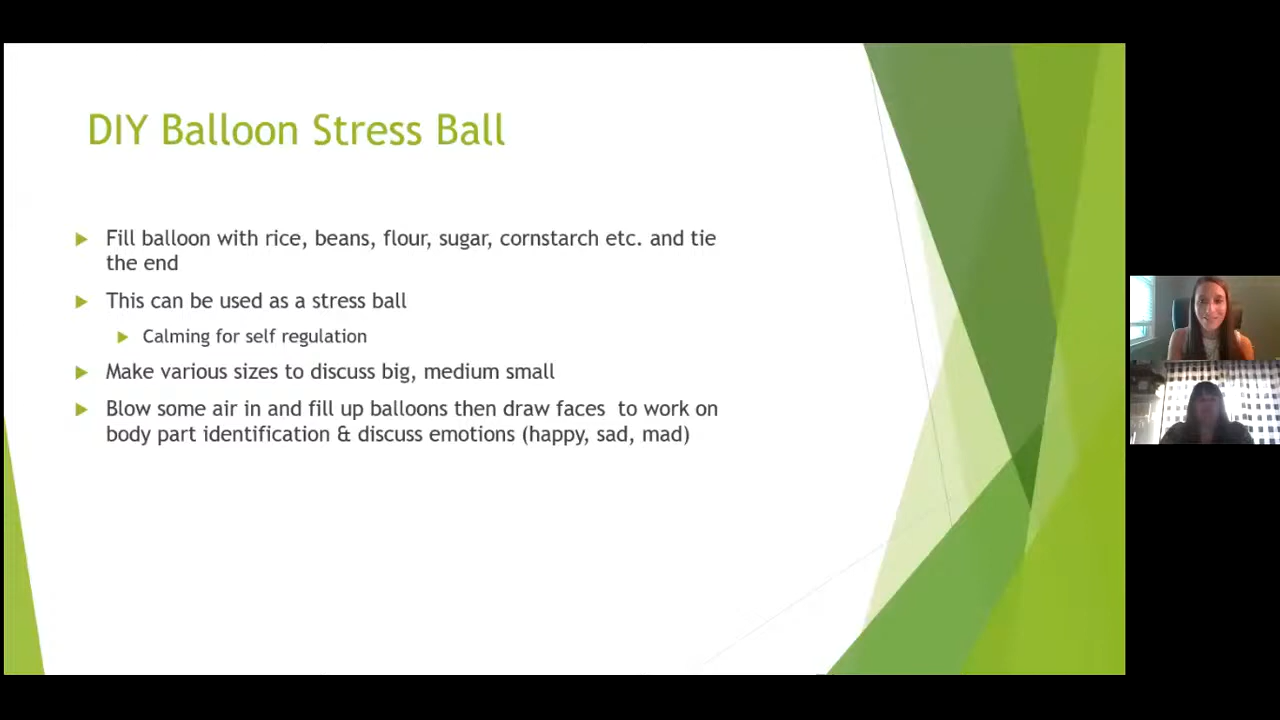 DIY Balloon Stress Ball
Fill balloon with rice, beans, flour, sugar, cornstarch etc. and tie
the end
This can be used as a stress ball
Calming for self regulation
Make various sizes to discuss big, medium small
Blow some air in and fill up balloons then draw faces  to work on
body part identification & discuss emotions (happy, sad, mad)